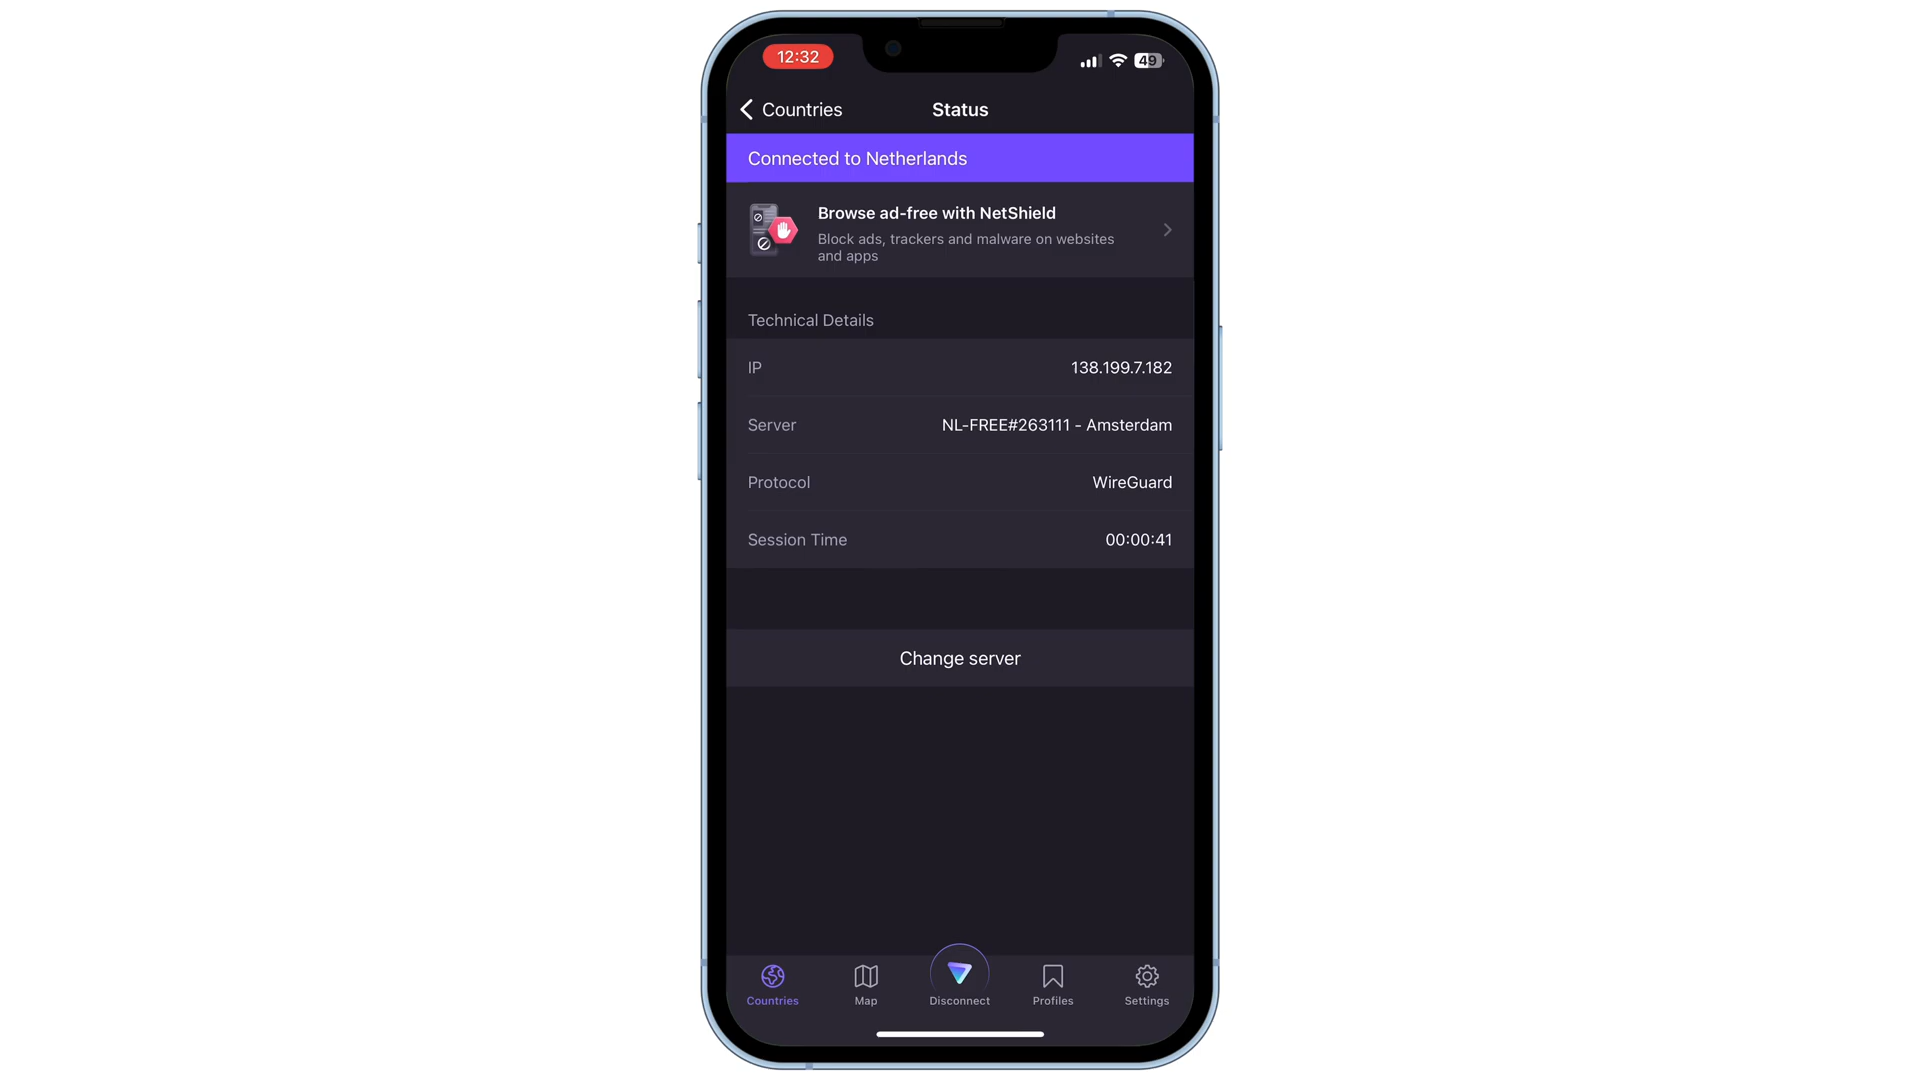 12:32
49
Countries
Status
Connected to Netherlands
Browse ad-free with NetShield
Block ads, trackers and malware on websites
and apps
Technical Details
IP 138.199.7.182
Server NL-FREE#263111 - Amsterdam
Protocol WireGuard
Session Time 00:00:41
Change server
Countries Map Disconnect Profiles Settings